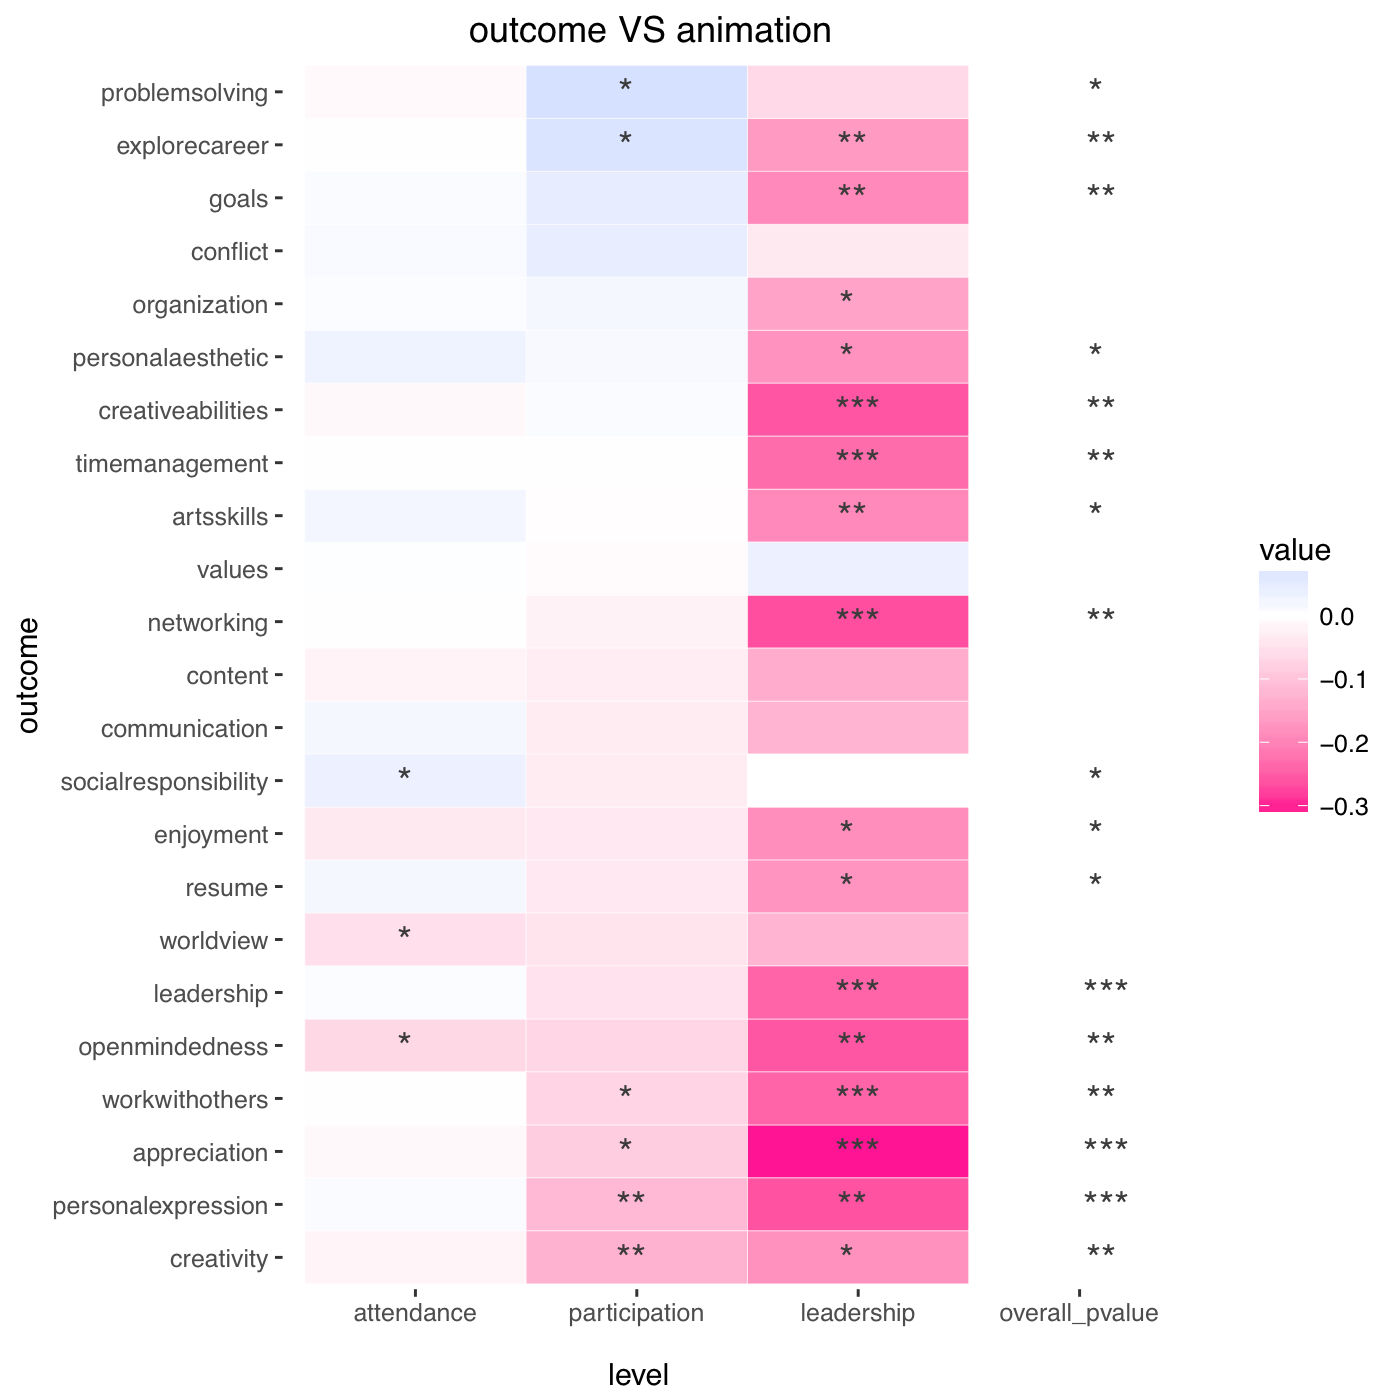 outcome VS animation
problemsolving * *
explorecareer * ** **
goals ** **
conflict
organization *
personalaesthetic * *
creativeabilities *** **
timemanagement *** **
artsskills ** *
values
networking *** **
content
communication
socialresponsibility * *
enjoyment * *
resume * *
worldview *
leadership *** ***
openmindedness * ** **
workwithothers * *** **
appreciation * *** ***
personalexpression ** ** ***
creativity ** * **
outcome
attendance participation leadership overall_pvalue
level
value
0.0
−0.1
−0.2
−0.3